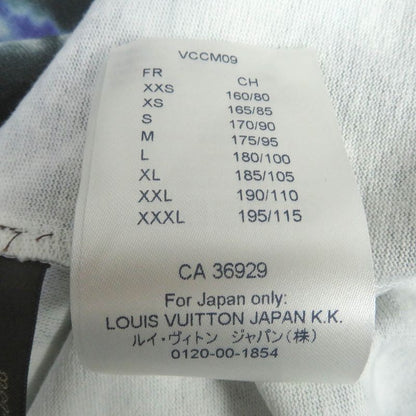 VCCM09
FR CH
XXS 160/80
XS 165/85
S 170/90
M 175/95
L 180/100
XL 185/105
XXL 190/110
XXXL 195/115
CA 36929
For Japan only:
LOUIS VUITTON JAPAN K.K.
ルイ・ヴィトン ジャパン(株)
0120-00-1854